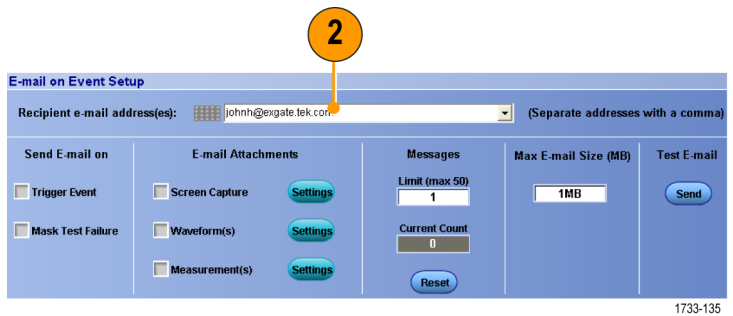 2
E-mail on Event Setup
Recipient e-mail address(es): johnh@exgate.tek.com (Separate addresses with a comma)
Send E-mail on E-mail Attachments Messages Max E-mail Size (MB) Test E-mail
Limit (max 50)
Trigger Event Screen Capture Settings 1 1MB Send
Mask Test Failure Waveform(s) Settings Current Count
0
Measurement(s) Settings
Reset
1733-135